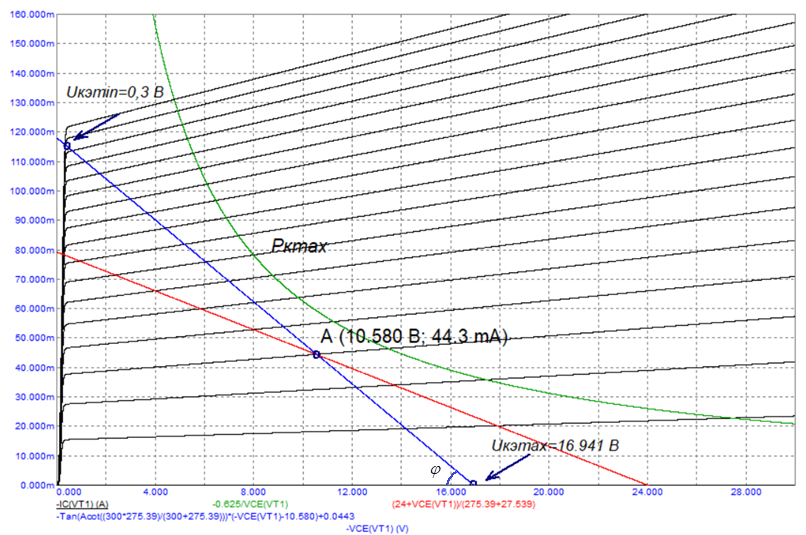 160.000m
150.000m
140.000m
130.000m
120.000m
110.000m
100.000m
90.000m
80.000m
70.000m
60.000m
50.000m
40.000m
30.000m
20.000m
10.000m
0.000m
Uкэmin=0,3 В
Pкmax
A (10.580 В; 44.3 mA)
Uкэmax=16.941 В
φ
0.000 4.000 8.000 12.000 16.000 20.000 24.000 28.000
-IC(VT1) (A) -0.625/VCE(VT1) (24+VCE(VT1))/(275.39+27.539)
-Tan(Acot((300*275.39)/(300+275.39)))*(-VCE(VT1)-10.580)+0.0443
-VCE(VT1) (V)